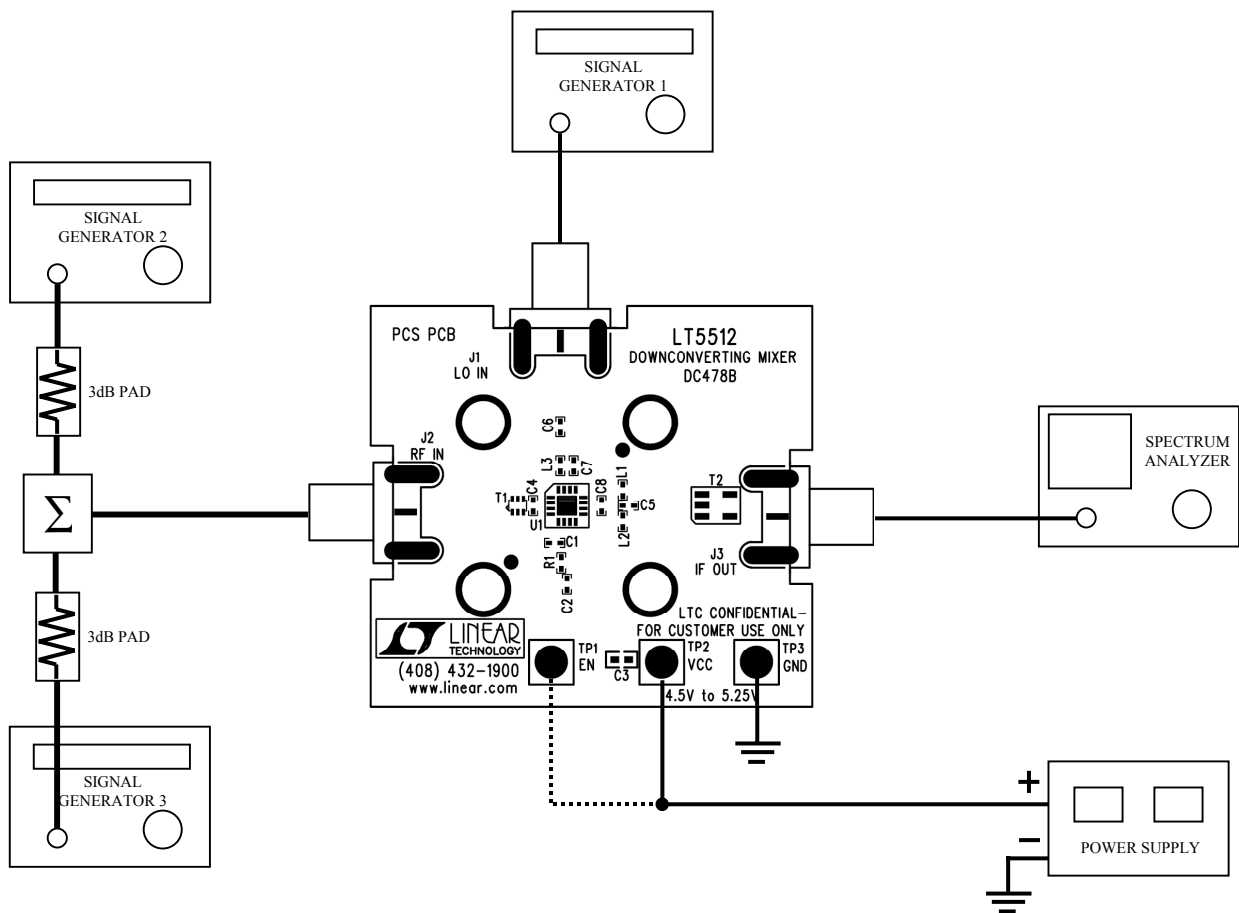 SIGNAL
GENERATOR 1
SIGNAL
GENERATOR 2
3dB PAD
Σ
3dB PAD
SIGNAL
GENERATOR 3
PCS PCB
J1
LO IN
LT5512
DOWNCONVERTING MIXER
DC478B
J2
RF IN
C6
L3
C7
T1
C4
U1
C8
L1
C5
L2
T2
C1
R1
C2
J3
IF OUT
LTC CONFIDENTIAL-
FOR CUSTOMER USE ONLY
LINEAR
TECHNOLOGY
(408) 432-1900
www.linear.com
TP1
EN
C3
TP2
VCC
TP3
GND
4.5V to 5.25V
SPECTRUM
ANALYZER
+
−
POWER SUPPLY